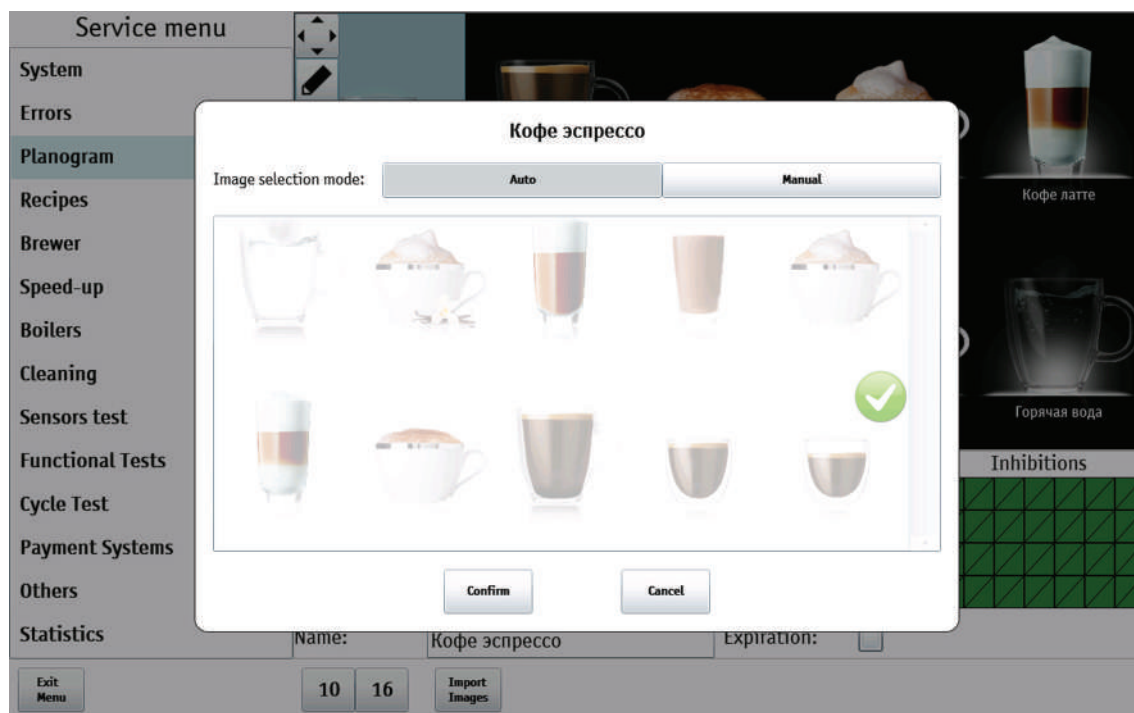 Service menu
System
Errors
Planogram
Recipes
Brewer
Speed-up
Boilers
Cleaning
Sensors test
Functional Tests
Cycle Test
Payment Systems
Others
Statistics
Exit
Menu
Кофе эспрессо
Image selection mode:
Auto
Manual
Confirm
Cancel
Кофе латте
Горячая вода
Inhibitions
Name:
Кофе эспрессо
Expiration:
10
16
Import
Images